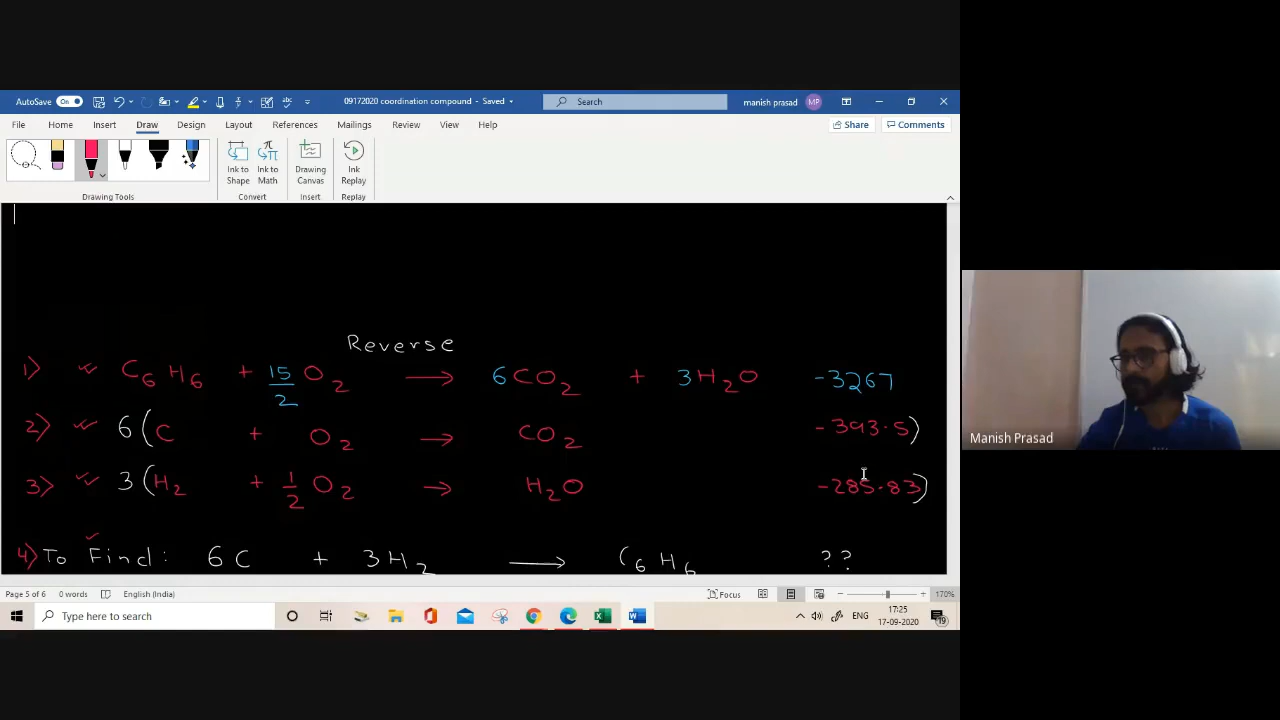 AutoSave On 09172020 coordination compound - Saved Search manish prasad MP
File Home Insert Draw Design Layout References Mailings Review View Help Share Comments
Ink to Shape Ink to Math Drawing Canvas Ink Replay
Drawing Tools Convert Insert Replay
Reverse
1) C6H6 + 15/2 O2 → 6CO2 + 3H2O -3267
2) 6(C + O2 → CO2 -393.5)
3) 3(H2 + 1/2 O2 → H2O -285.83)
4) To Find: 6C + 3H2 → C6H6 ??
Manish Prasad
Page 5 of 6 0 words English (India) Focus 170%
Type here to search ENG 17:25 17-09-2020 19